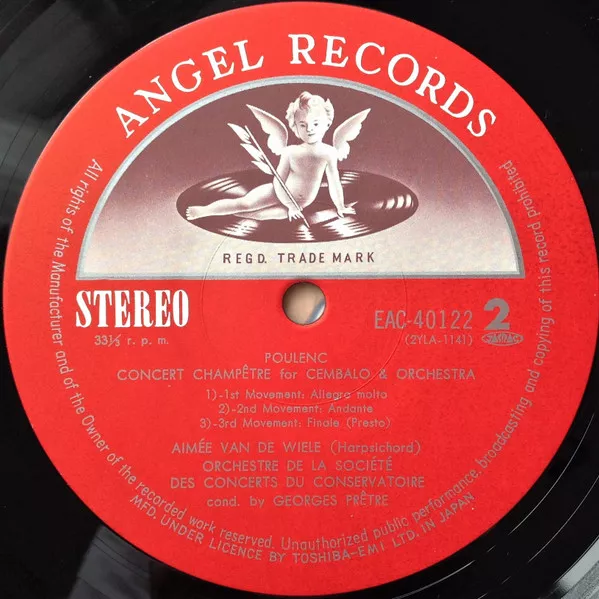 ANGEL RECORDS
REGD. TRADE MARK
STEREO
33⅓ r. p. m.
EAC-40122 2
(2YLA-1141)
POULENC
CONCERT CHAMPÊTRE for CEMBALO & ORCHESTRA
1)-1st Movement: Allegro molto
2)-2nd Movement: Andante
3)-3rd Movement: Finale (Presto)
AIMÉE VAN DE WIELE (Harpsichord)
ORCHESTRE DE LA SOCIÉTÉ
DES CONCERTS DU CONSERVATOIRE
cond. by GEORGES PRÊTRE
All rights of the Manufacturer and of the Owner of the recorded work reserved. Unauthorized public performance, broadcasting and copying of this record prohibited
MFD. UNDER LICENCE BY TOSHIBA-EMI LTD. IN JAPAN